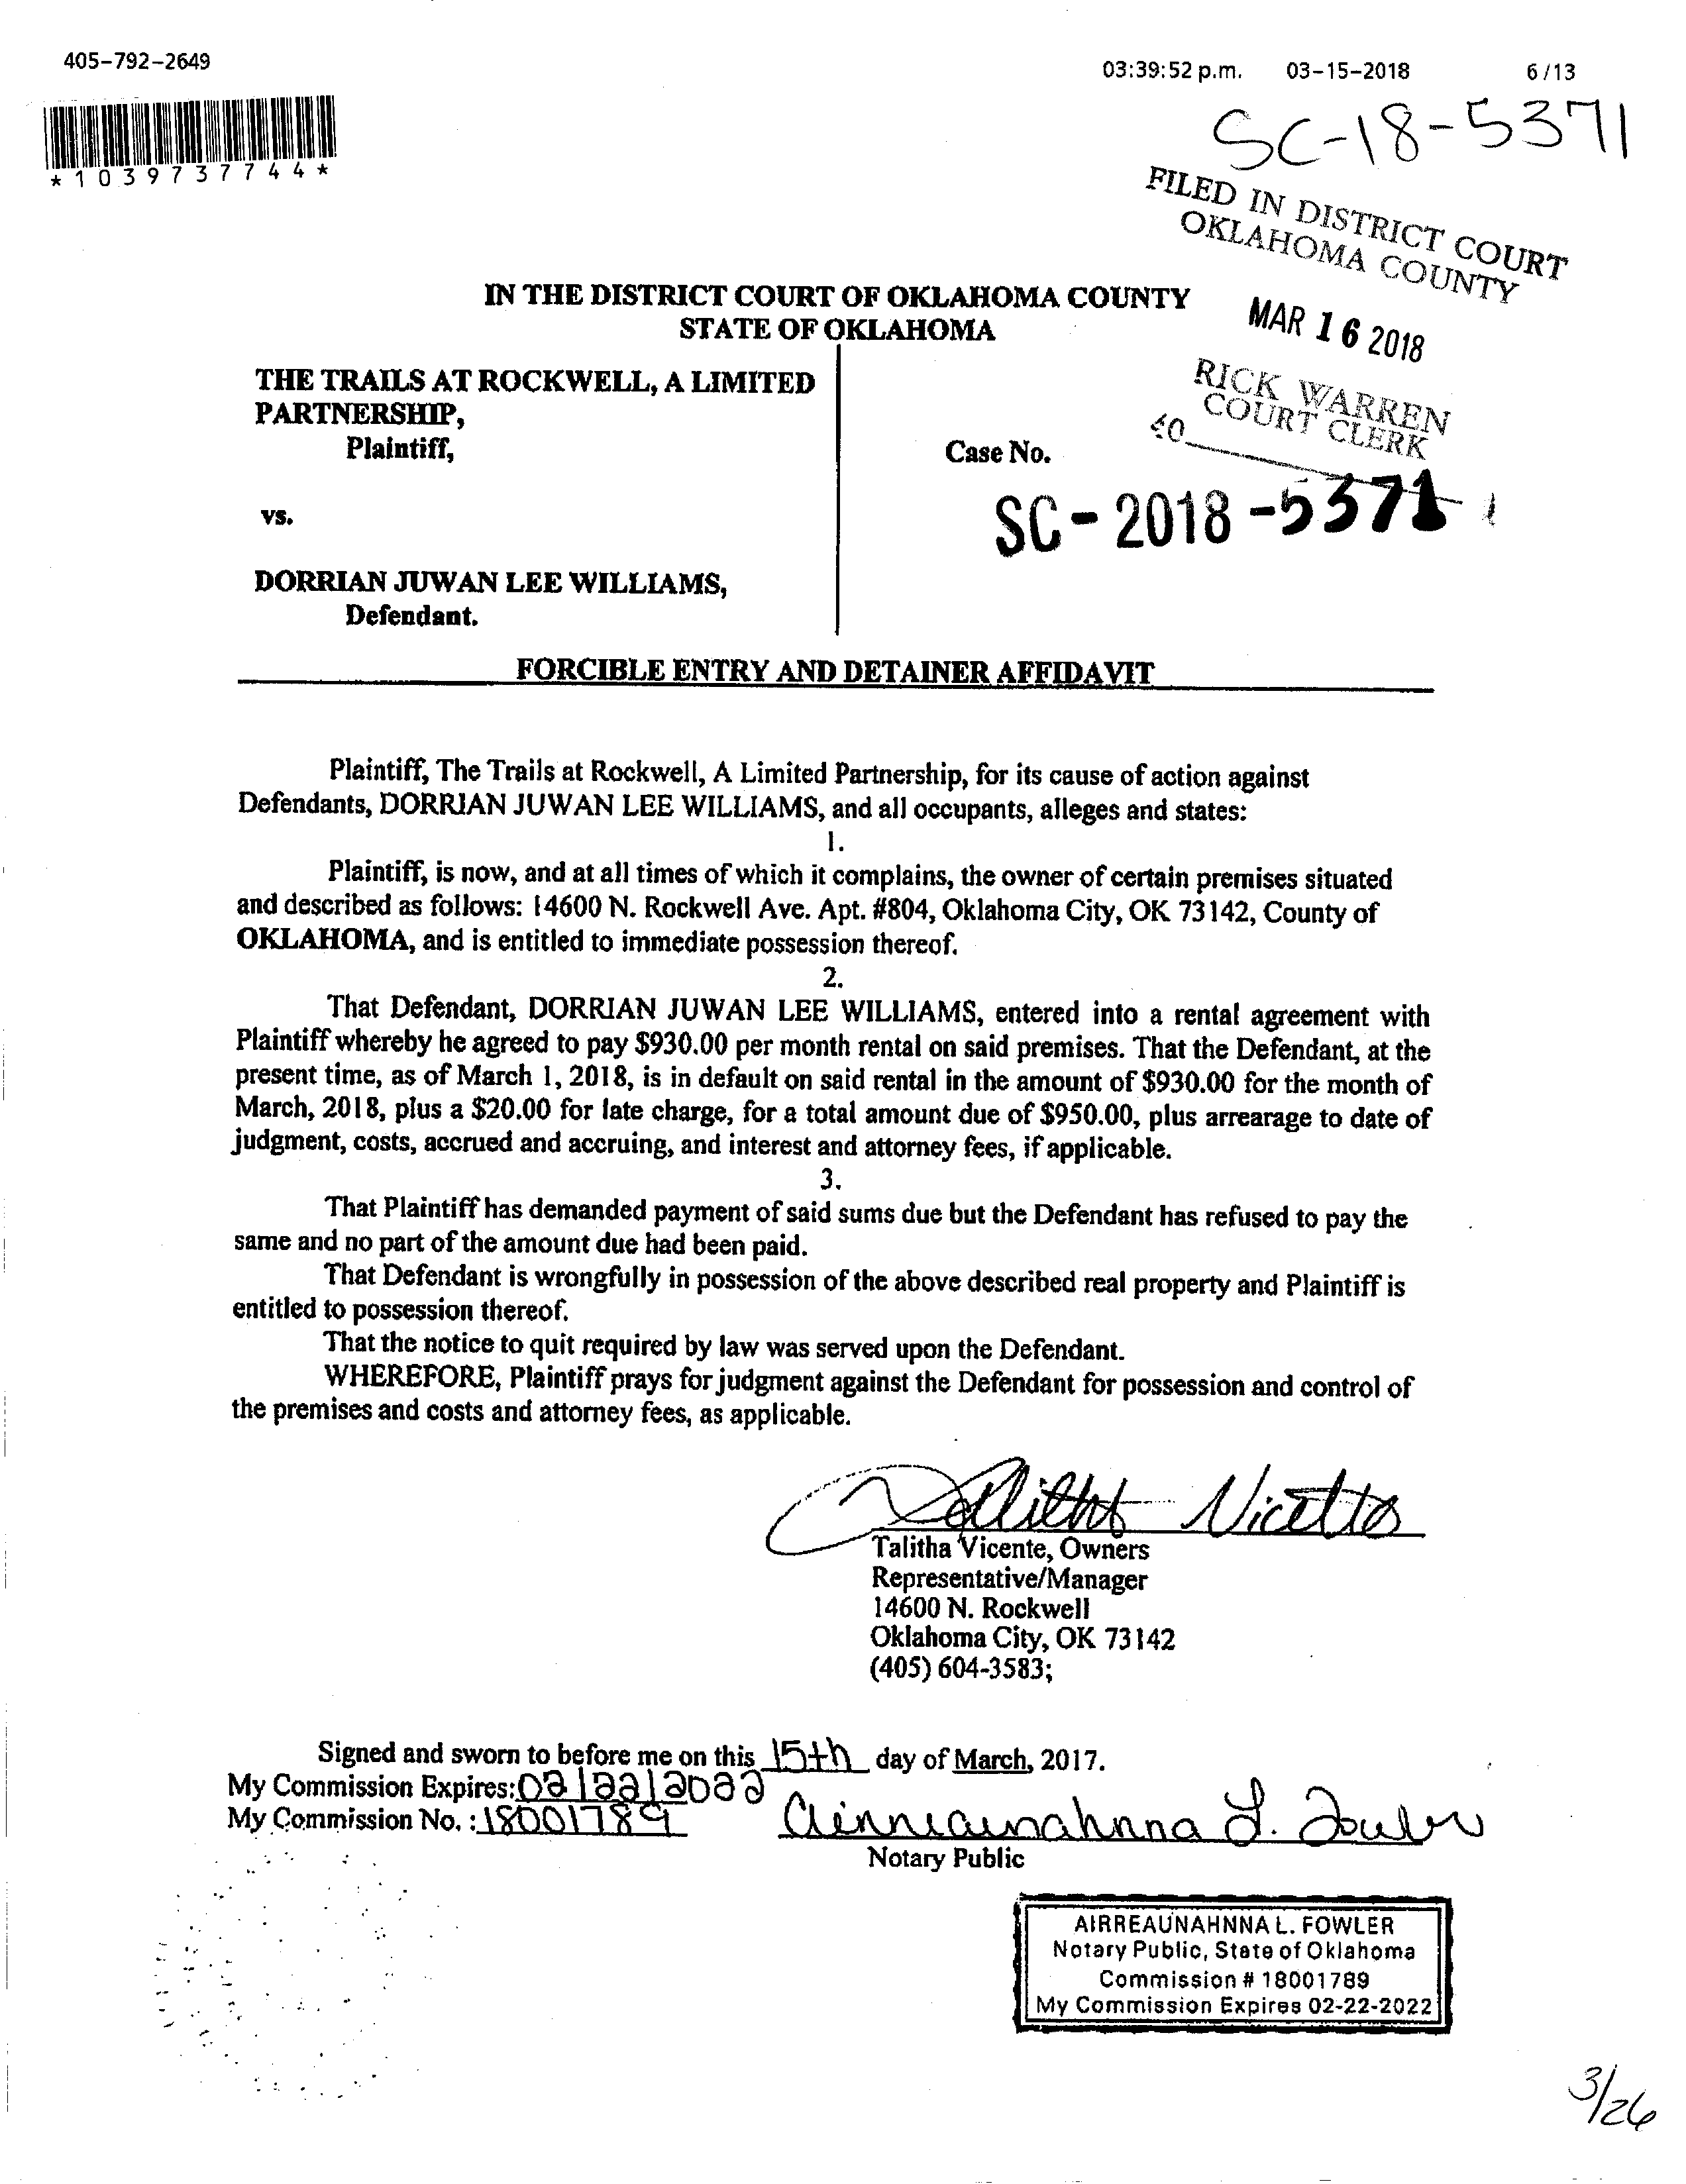 405-792-2649
03:39:52 p.m. 03-15-2018 6/13
*1039737744*
SC-18-5371
FILED IN DISTRICT COURT
OKLAHOMA COUNTY
MAR 16 2018
RICK WARREN
COURT CLERK
40
IN THE DISTRICT COURT OF OKLAHOMA COUNTY
STATE OF OKLAHOMA
THE TRAILS AT ROCKWELL, A LIMITED
PARTNERSHIP,
Plaintiff,
vs.
DORRIAN JUWAN LEE WILLIAMS,
Defendant.
Case No.
SC-2018-5371
FORCIBLE ENTRY AND DETAINER AFFIDAVIT
Plaintiff, The Trails at Rockwell, A Limited Partnership, for its cause of action against
Defendants, DORRIAN JUWAN LEE WILLIAMS, and all occupants, alleges and states:
1.
Plaintiff, is now, and at all times of which it complains, the owner of certain premises situated
and described as follows: 14600 N. Rockwell Ave. Apt. #804, Oklahoma City, OK 73142, County of
OKLAHOMA, and is entitled to immediate possession thereof.
2.
That Defendant, DORRIAN JUWAN LEE WILLIAMS, entered into a rental agreement with
Plaintiff whereby he agreed to pay $930.00 per month rental on said premises. That the Defendant, at the
present time, as of March 1, 2018, is in default on said rental in the amount of $930.00 for the month of
March, 2018, plus a $20.00 for late charge, for a total amount due of $950.00, plus arrearage to date of
judgment, costs, accrued and accruing, and interest and attorney fees, if applicable.
3.
That Plaintiff has demanded payment of said sums due but the Defendant has refused to pay the
same and no part of the amount due had been paid.
That Defendant is wrongfully in possession of the above described real property and Plaintiff is
entitled to possession thereof.
That the notice to quit required by law was served upon the Defendant.
WHEREFORE, Plaintiff prays for judgment against the Defendant for possession and control of
the premises and costs and attorney fees, as applicable.
Talitha Vicente, Owners
Representative/Manager
14600 N. Rockwell
Oklahoma City, OK 73142
(405) 604-3583;
Signed and sworn to before me on this 15th day of March, 2017.
My Commission Expires: 02/22/2022
My Commission No. : 18001789
Notary Public
AIRREAUNAHNNA L. FOWLER
Notary Public, State of Oklahoma
Commission # 18001789
My Commission Expires 02-22-2022
3/26